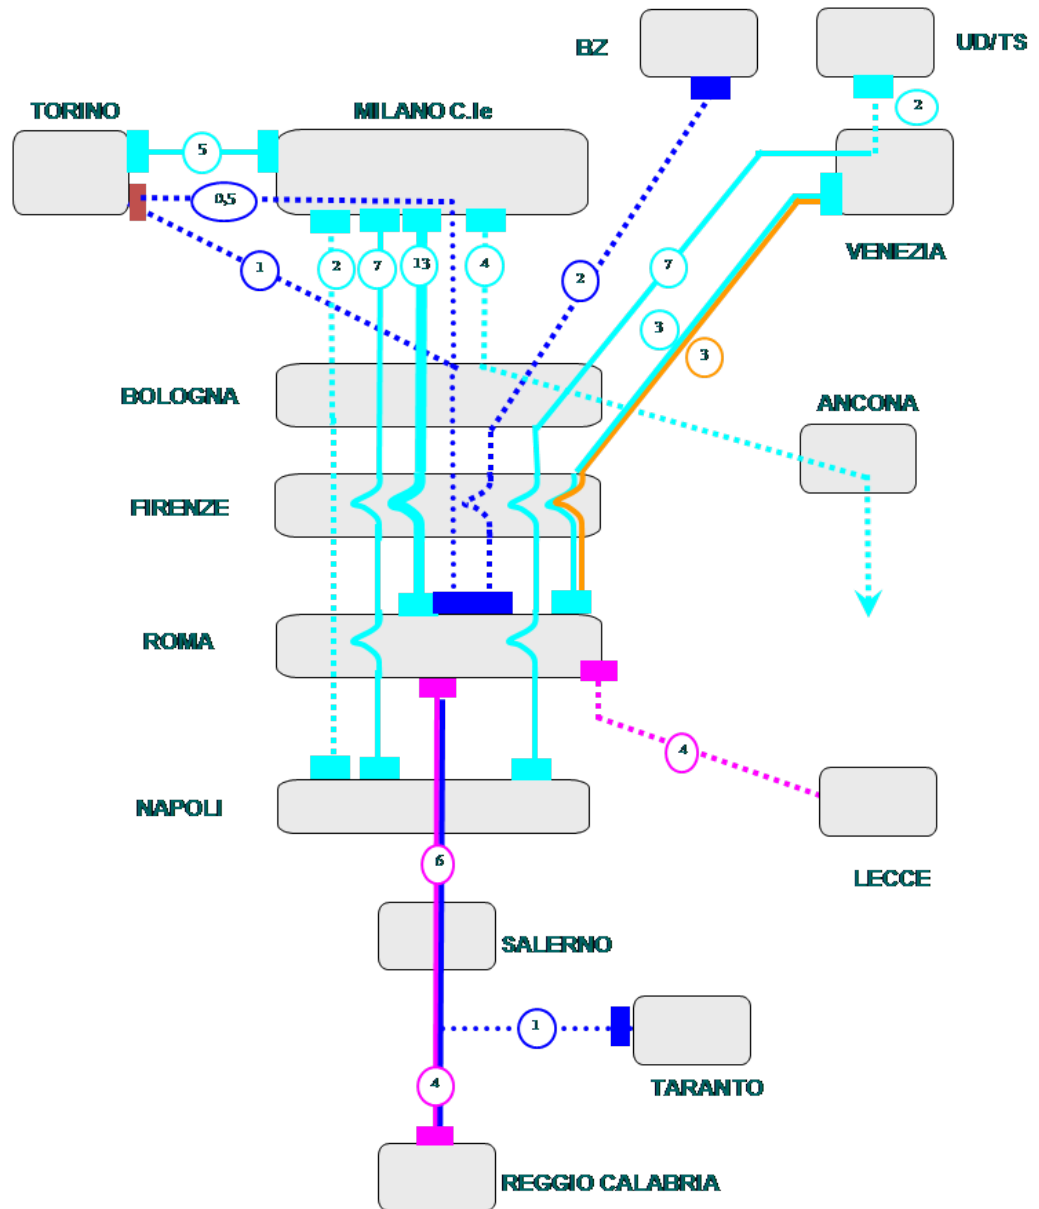 BZ
UD/TS
2
TORINO
MILANO C.le
5
0,5
VENEZIA
1
2
7
13
4
2
7
3
3
BOLOGNA
ANCONA
FIRENZE
ROMA
4
NAPOLI
6
LECCE
SALERNO
1
TARANTO
4
REGGIO CALABRIA